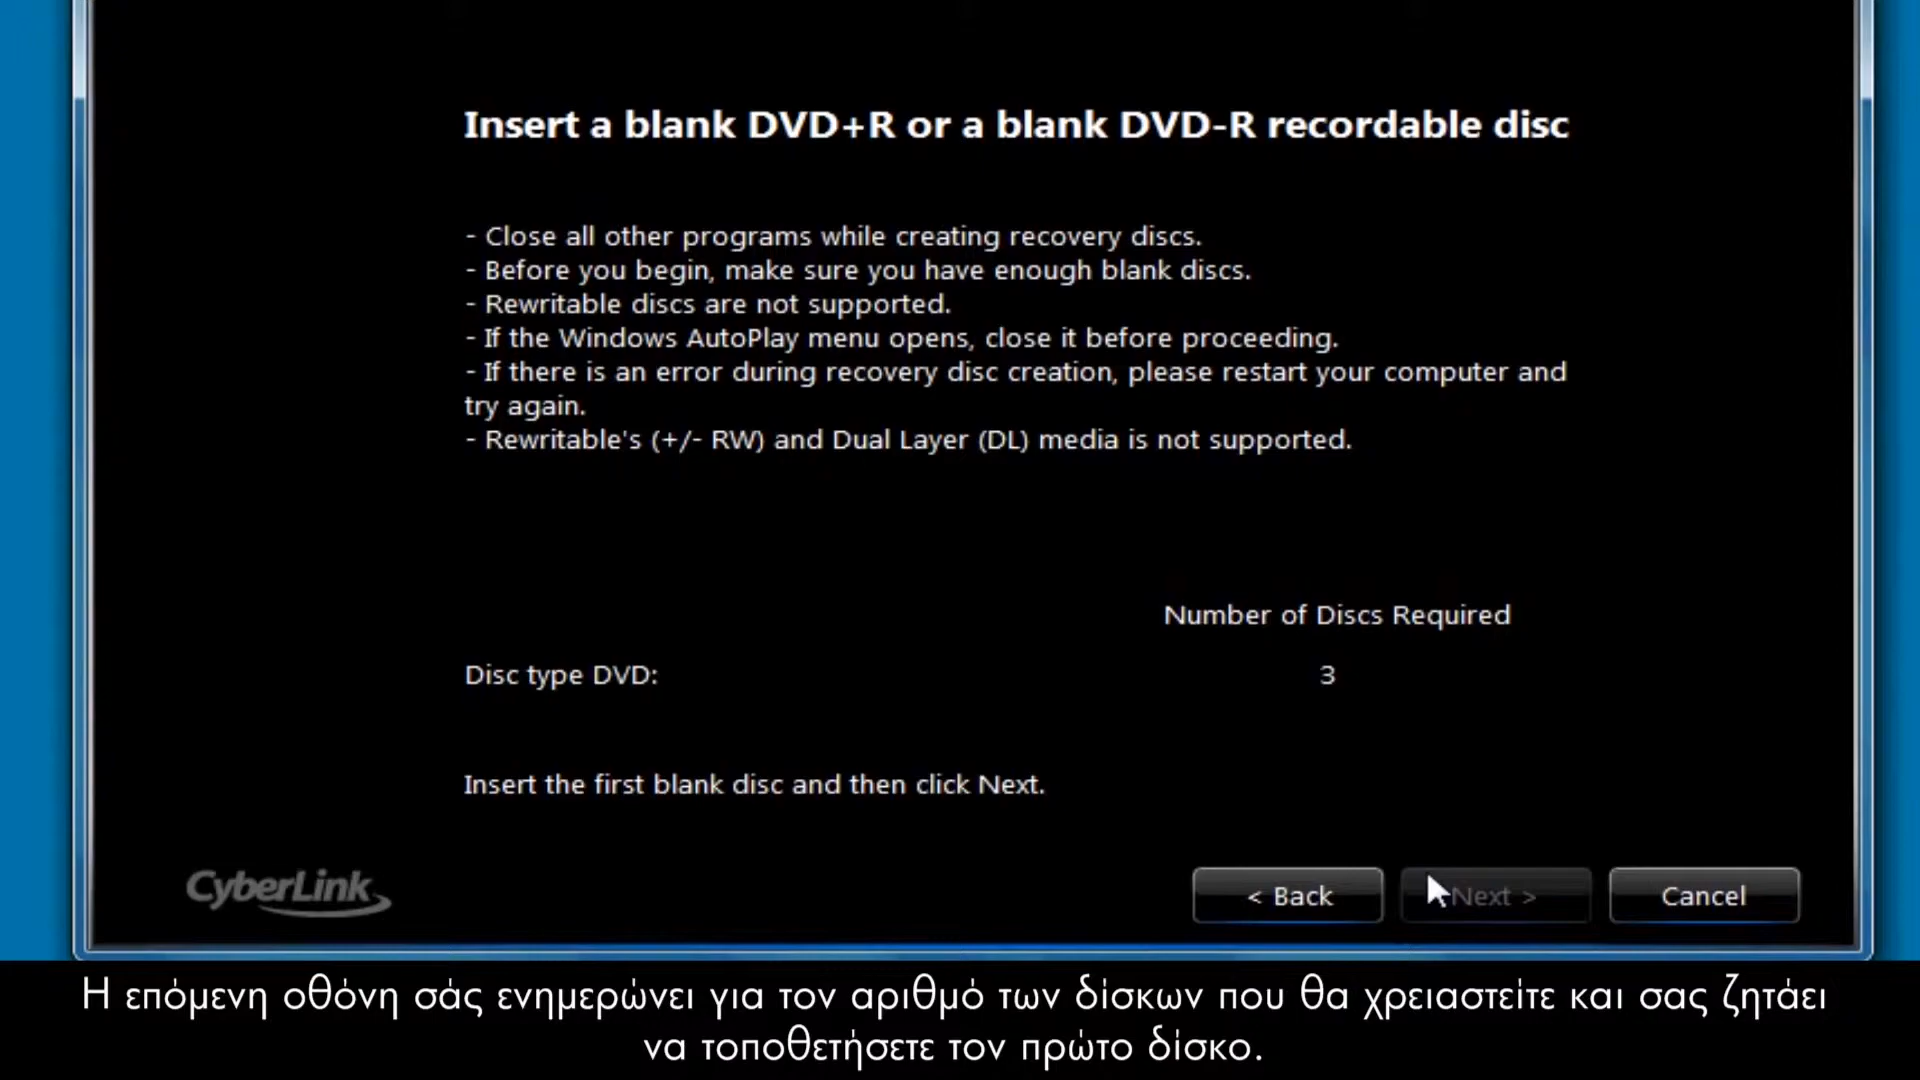 Insert a blank DVD+R or a blank DVD-R recordable disc
- Close all other programs while creating recovery discs.
- Before you begin, make sure you have enough blank discs.
- Rewritable discs are not supported.
- If the Windows AutoPlay menu opens, close it before proceeding.
- If there is an error during recovery disc creation, please restart your computer and
try again.
- Rewritable's (+/- RW) and Dual Layer (DL) media is not supported.
Number of Discs Required
Disc type DVD: 3
Insert the first blank disc and then click Next.
CyberLink
< Back Next > Cancel
Η επόμενη οθόνη σάς ενημερώνει για τον αριθμό των δίσκων που θα χρειαστείτε και σας ζητάει
να τοποθετήσετε τον πρώτο δίσκο.